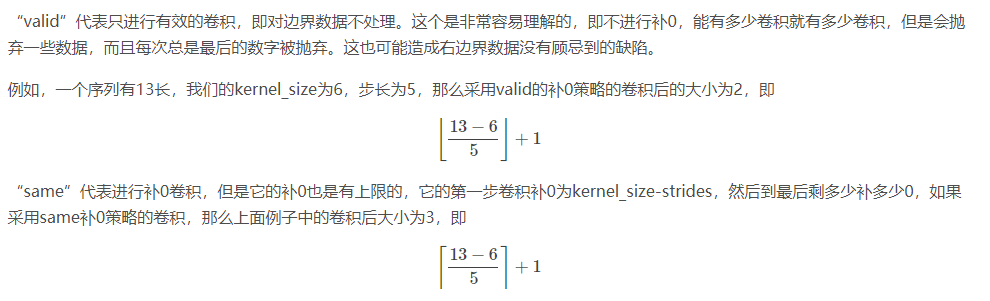 “valid”代表只进行有效的卷积，即对边界数据不处理。这个是非常容易理解的，即不进行补0，能有多少卷积就有多少卷积，但是会抛
弃一些数据，而且每次总是最后的数字被抛弃。这也可能造成右边界数据没有顾忌到的缺陷。
例如，一个序列有13长，我们的kernel_size为6，步长为5，那么采用valid的补0策略的卷积后的大小为2，即
⌊(13 − 6)/5⌋ + 1
“same”代表进行补0卷积，但是它的补0也是有上限的，它的第一步卷积补0为kernel_size-strides，然后到最后剩多少补多少0，如果
采用same补0策略的卷积，那么上面例子中的卷积后大小为3，即
⌈(13 − 6)/5⌉ + 1